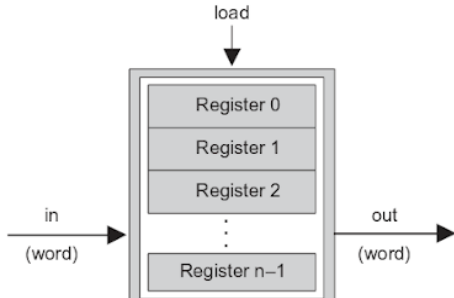 load
Register 0
Register 1
Register 2
in
out
(word)
(word)
Register n–1